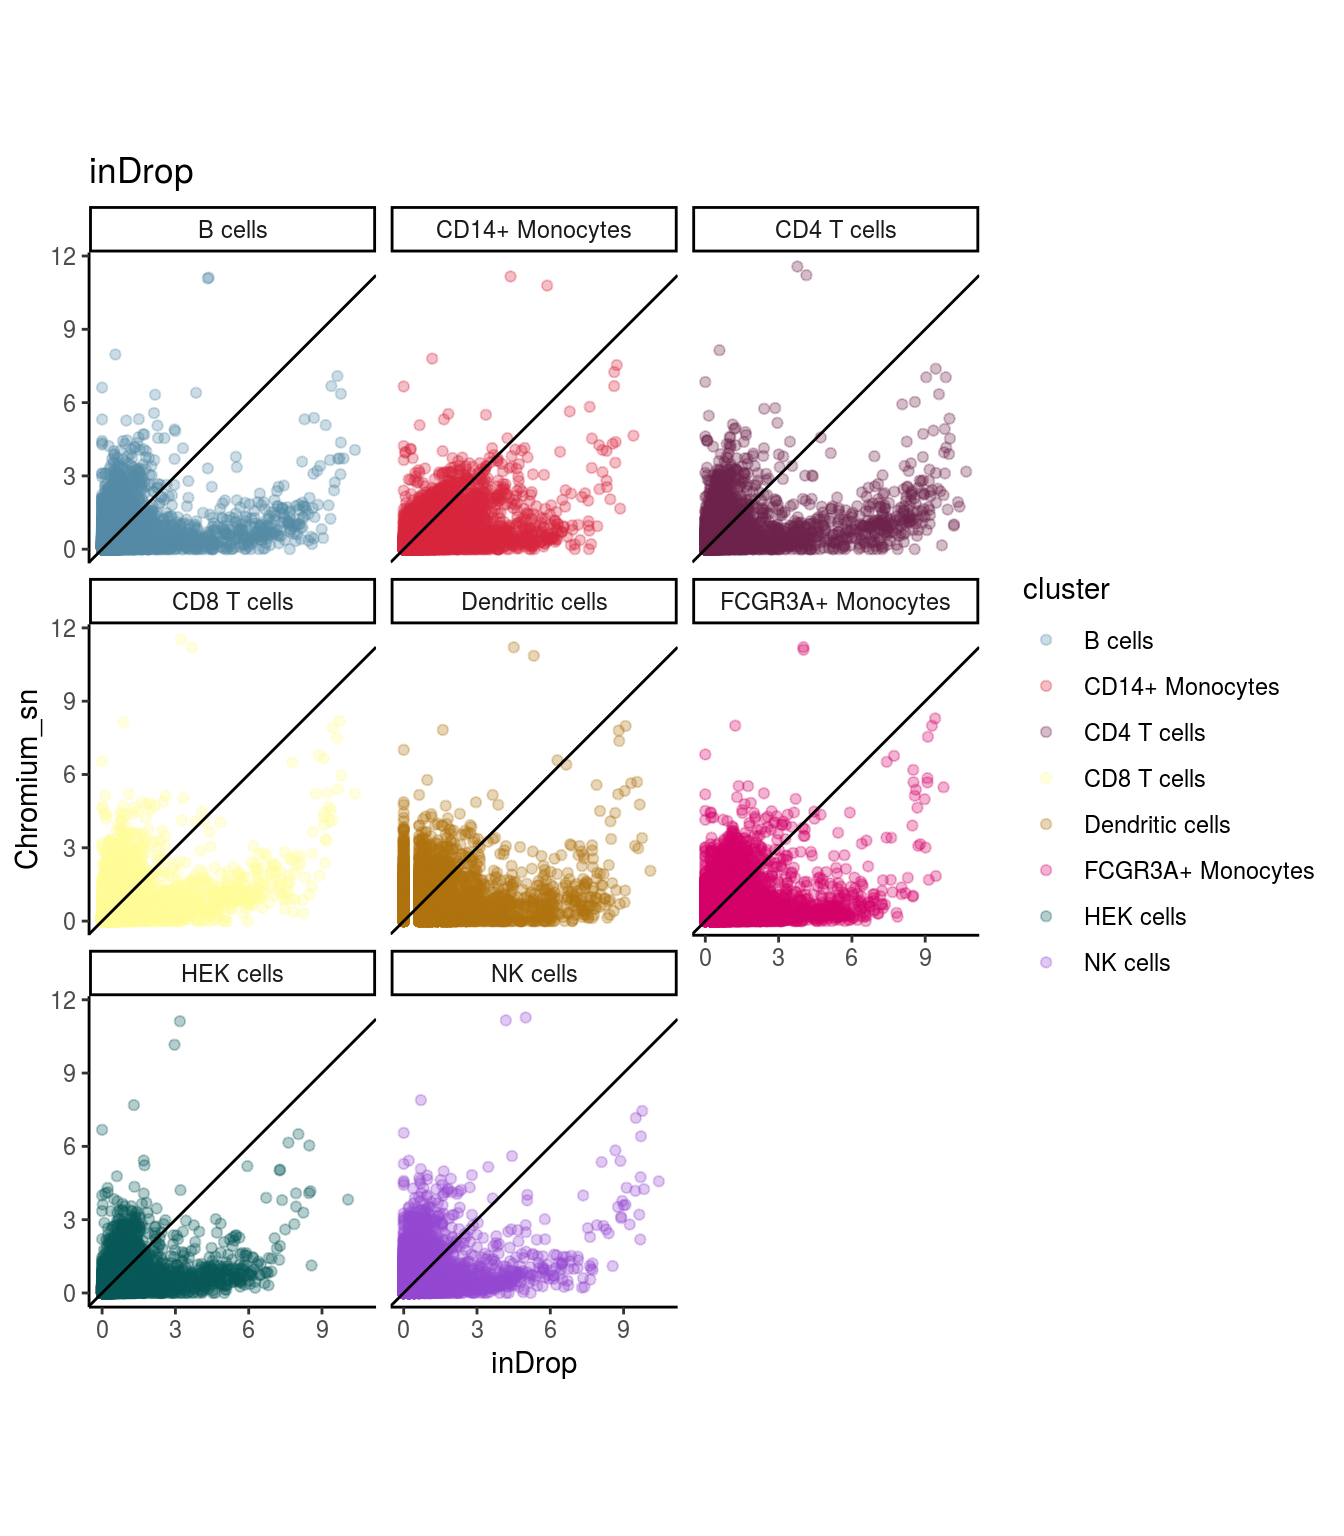 inDrop
B cells
CD14+ Monocytes
CD4 T cells
12
9
6
3
0
CD8 T cells
Dendritic cells
FCGR3A+ Monocytes
12
9
6
3
0
0 3 6 9
HEK cells
NK cells
12
9
6
3
0
0 3 6 9
0 3 6 9
inDrop
Chromium_sn
cluster
B cells
CD14+ Monocytes
CD4 T cells
CD8 T cells
Dendritic cells
FCGR3A+ Monocytes
HEK cells
NK cells